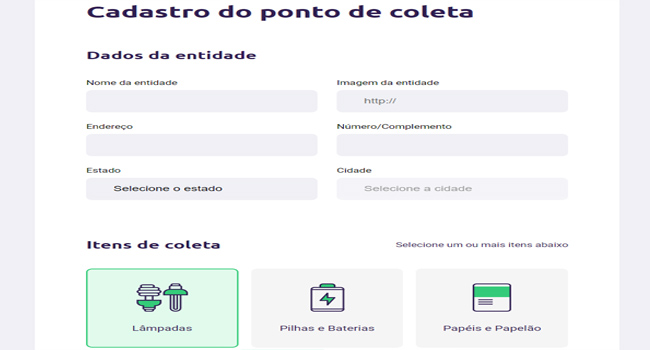 Cadastro do ponto de coleta
Dados da entidade
Nome da entidade
Imagem da entidade
http://
Endereço
Número/Complemento
Estado
Cidade
Selecione o estado
Selecione a cidade
Itens de coleta
Selecione um ou mais itens abaixo
Lâmpadas
Pilhas e Baterias
Papéis e Papelão